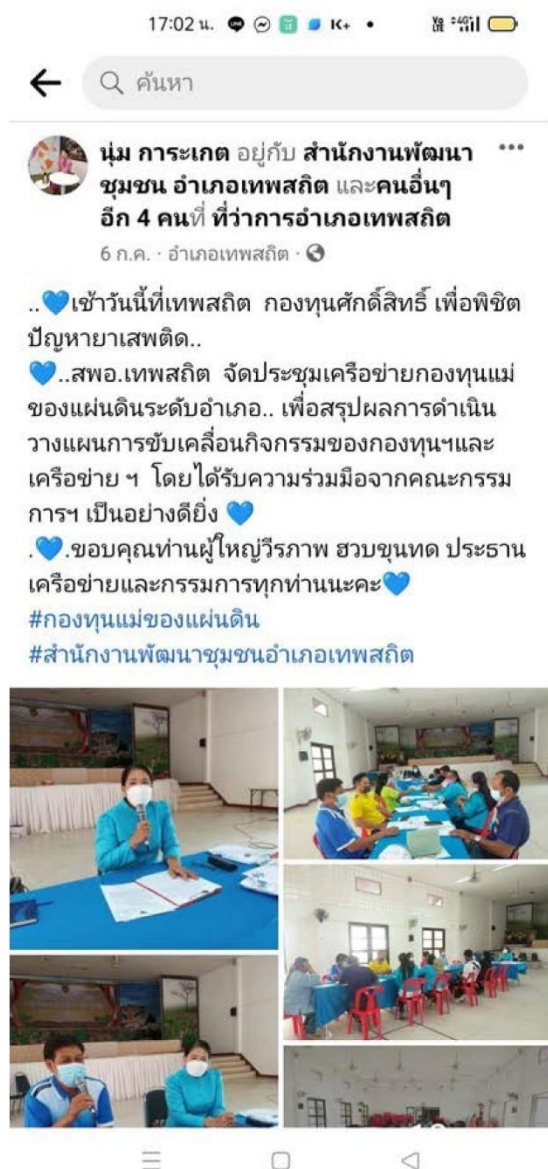 17:02 น. LINE K+ Vo LTE 4G
ค้นหา
นุ่ม การะเกต อยู่กับ สำนักงานพัฒนา
ชุมชน อำเภอเทพสถิต และคนอื่นๆ
อีก 4 คนที่ ที่ว่าการอำเภอเทพสถิต
6 ก.ค. · อำเภอเทพสถิต ·
..💙เช้าวันนี้ที่เทพสถิต กองทุนศักดิ์สิทธิ์ เพื่อพิชิต
ปัญหายาเสพติด..
💙..สพอ.เทพสถิต จัดประชุมเครือข่ายกองทุนแม่
ของแผ่นดินระดับอำเภอ.. เพื่อสรุปผลการดำเนิน
วางแผนการขับเคลื่อนกิจกรรมของกองทุนฯและ
เครือข่าย ฯ โดยได้รับความร่วมมือจากคณะกรรม
การฯ เป็นอย่างดียิ่ง 💙
.💙.ขอบคุณท่านผู้ใหญ่วีรภาพ ฮวบขุนทด ประธาน
เครือข่ายและกรรมการทุกท่านนะคะ💙
#กองทุนแม่ของแผ่นดิน
#สำนักงานพัฒนาชุมชนอำเภอเทพสถิต